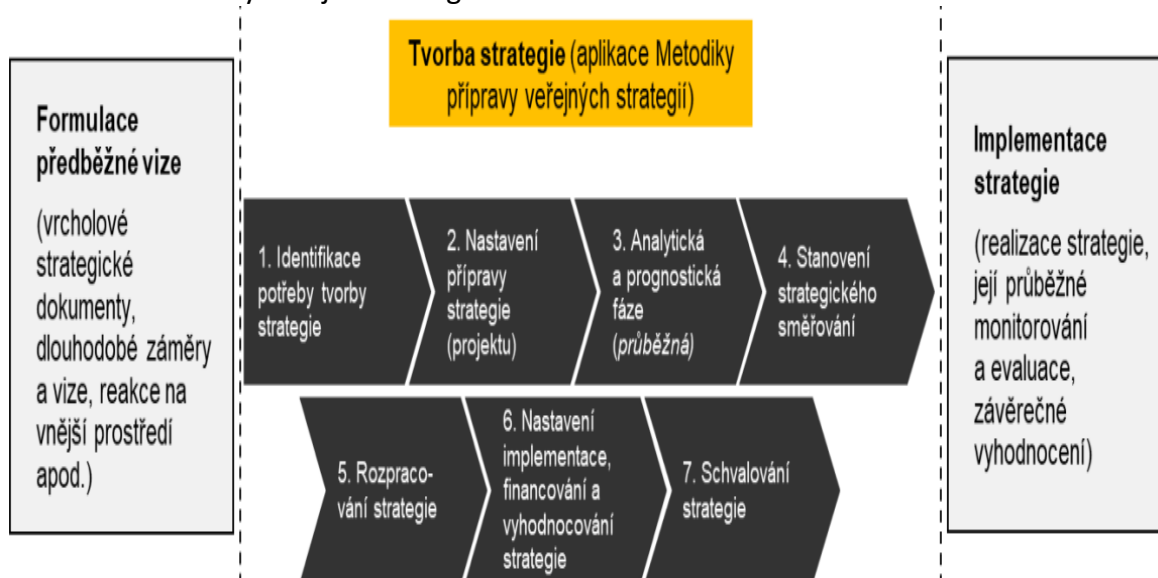 Tvorba strategie (aplikace Metodiky
přípravy veřejných strategií)
Formulace
předběžné vize
(vrcholové
strategické
dokumenty,
dlouhodobé záměry
a vize, reakce na
vnější prostředí
apod.)
1. Identifikace
potřeby tvorby
strategie
2. Nastavení
přípravy
strategie
(projektu)
3. Analytická
a prognostická
fáze
(průběžná)
4. Stanovení
strategického
směřování
5. Rozpraco-
vání strategie
6. Nastavení
implementace,
financování a
vyhodnocování
strategie
7. Schvalování
strategie
Implementace
strategie
(realizace strategie,
její průběžné
monitorování
a evaluace,
závěrečné
vyhodnocení)